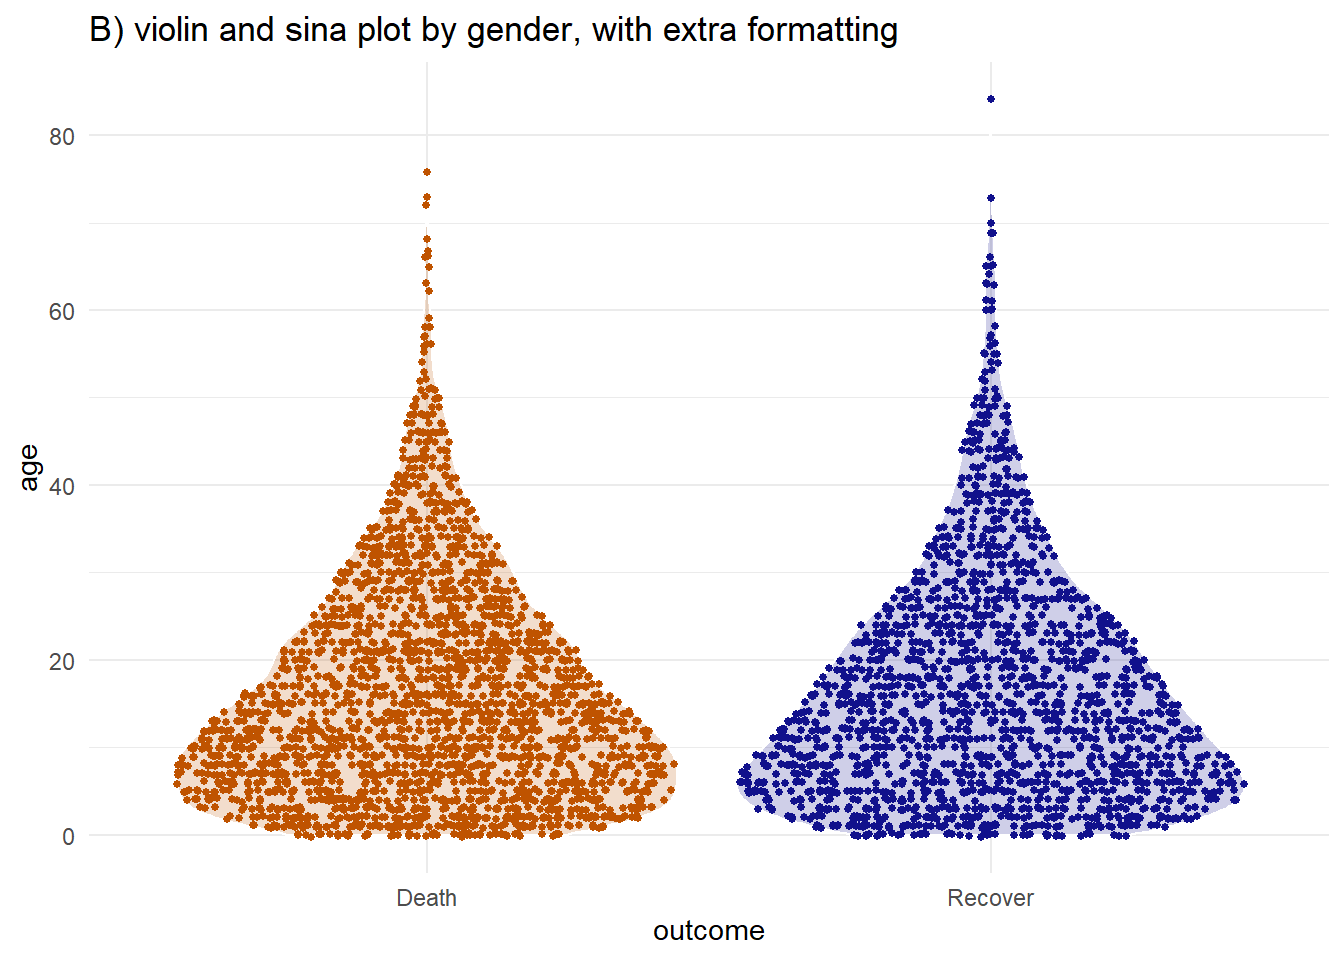 B) violin and sina plot by gender, with extra formatting
80
60
age
40
20
0
Death
Recover
outcome